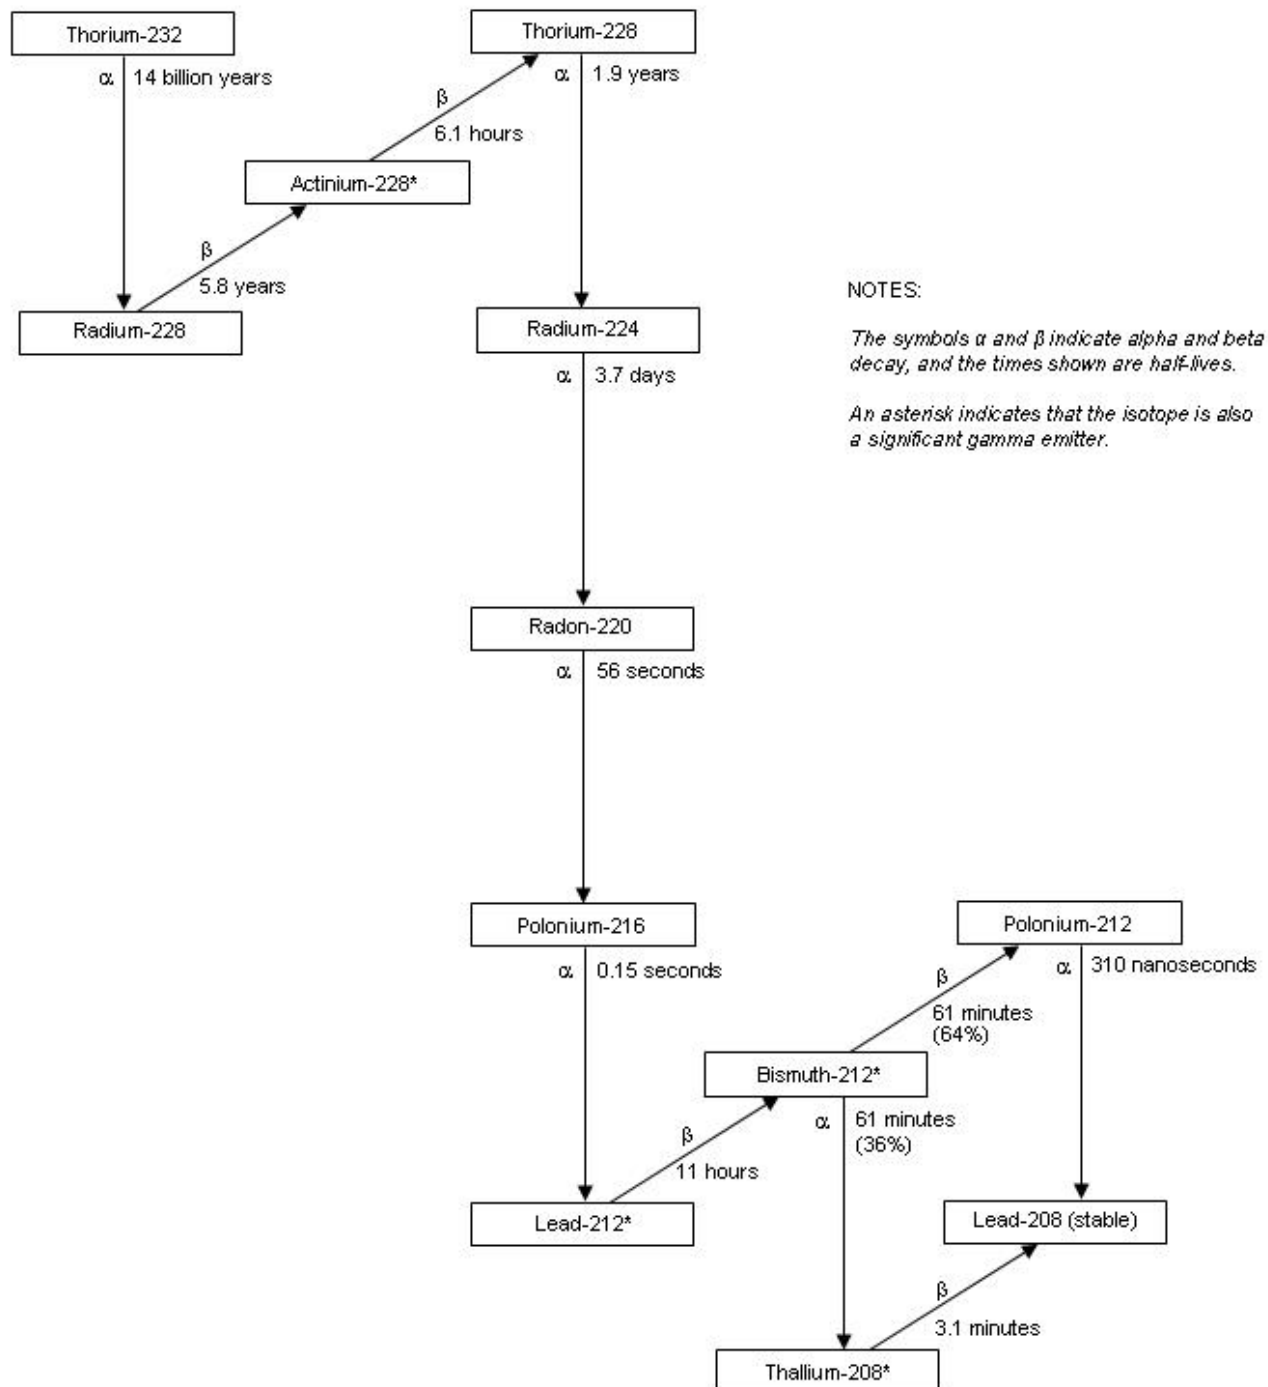 Thorium-232
Thorium-228
α 14 billion years
α 1.9 years
β
6.1 hours
Actinium-228*
β
5.8 years
Radium-228
Radium-224
NOTES:
The symbols α and β indicate alpha and beta
decay, and the times shown are half-lives.
An asterisk indicates that the isotope is also
a significant gamma emitter.
α 3.7 days
Radon-220
α 56 seconds
Polonium-216
Polonium-212
α 0.15 seconds
α 310 nanoseconds
β
61 minutes
(64%)
Bismuth-212*
α 61 minutes
(36%)
β
11 hours
Lead-212*
Lead-208 (stable)
β
3.1 minutes
Thallium-208*